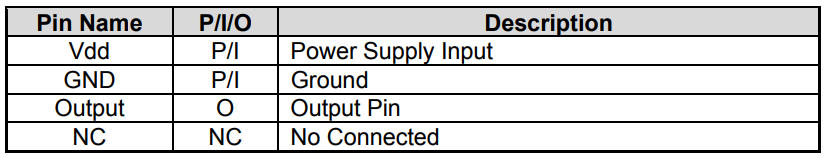 Pin Name P/I/O Description
Vdd P/I Power Supply Input
GND P/I Ground
Output O Output Pin
NC NC No Connected